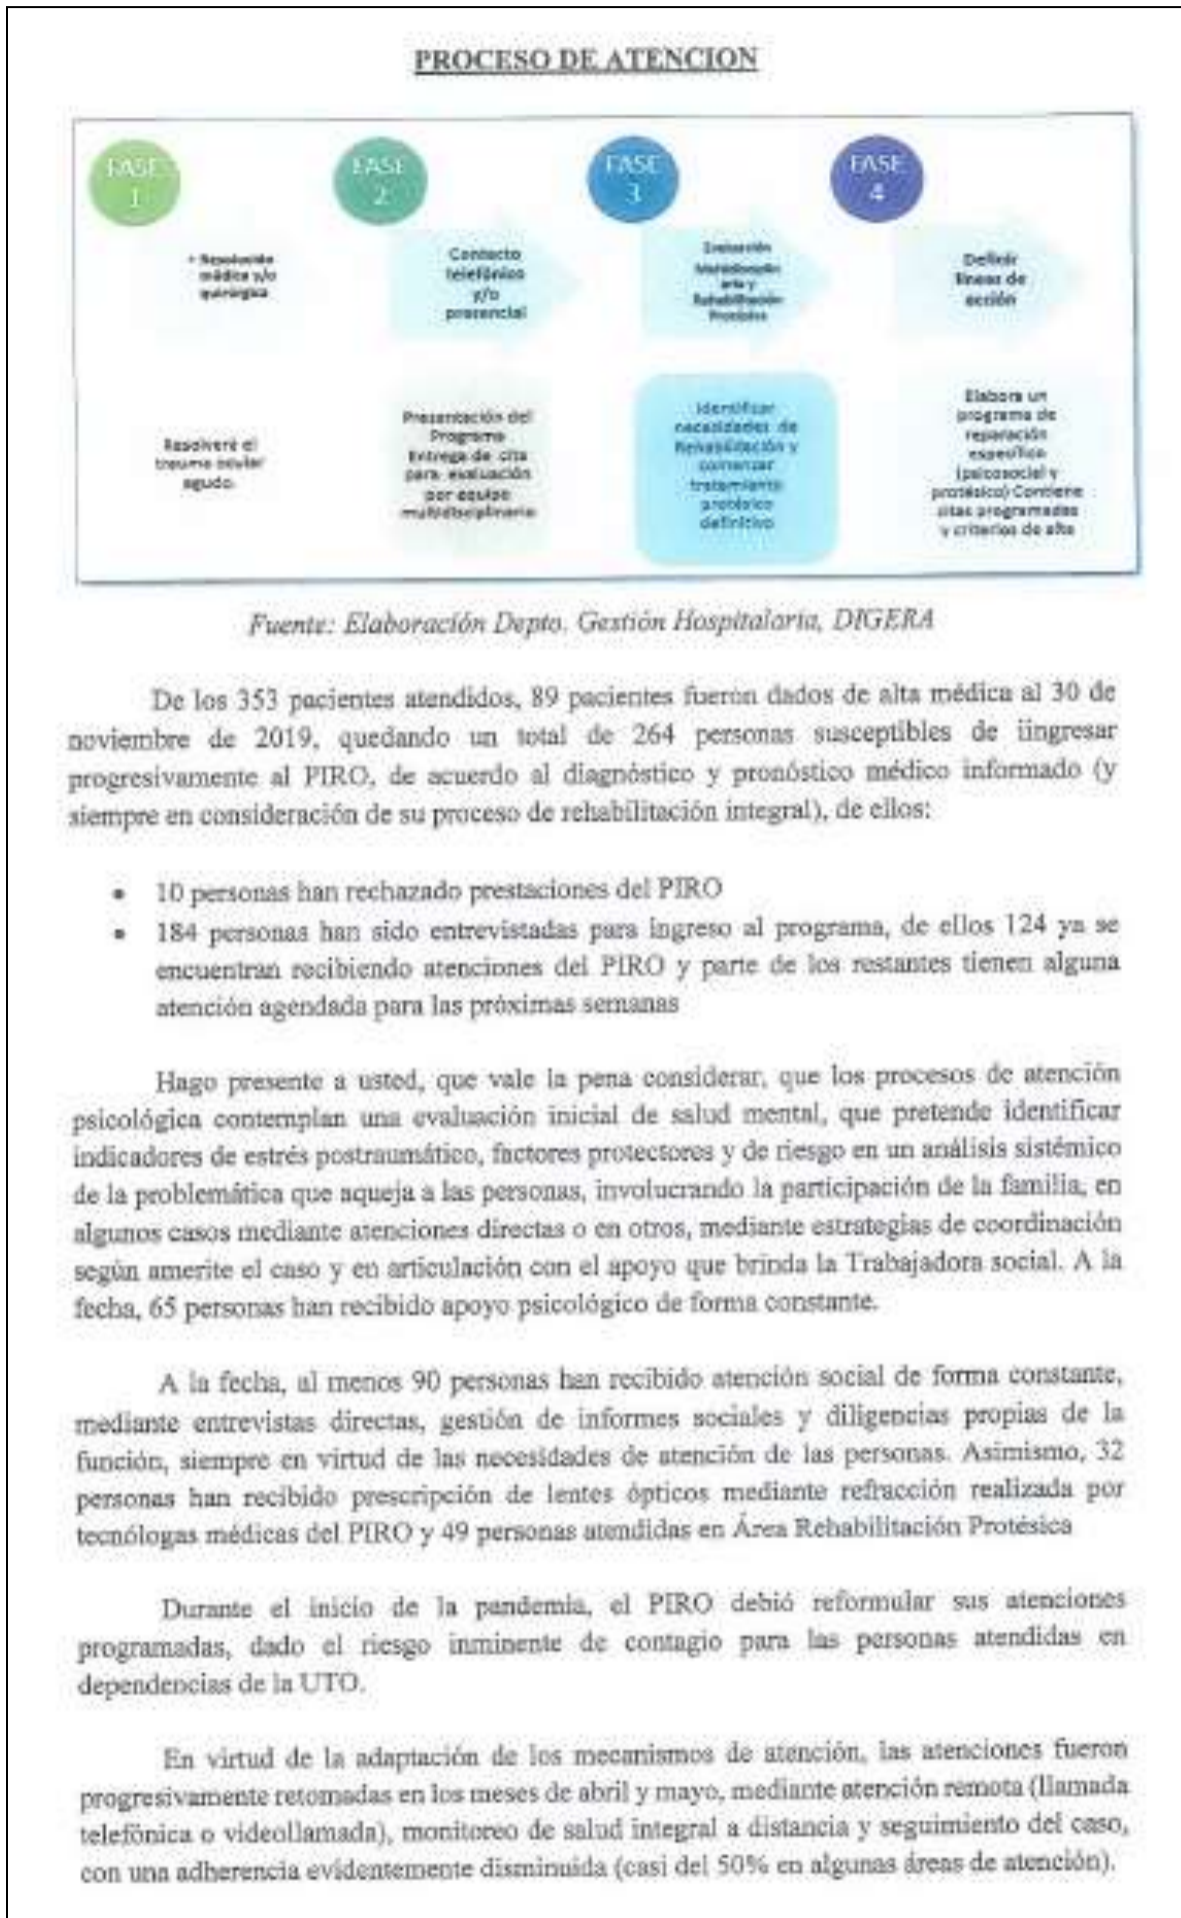 PROCESO DE ATENCION
FASE
1
FASE
2
FASE
3
FASE
4
• Resolución
médica y/o
quirúrgica
Contacto
telefónico
y/o
presencial
Evaluación
Multidisciplin
aria y
Rehabilitación
Protésica
Definir
líneas de
acción
Resolveré el
trauma ocular
agudo.
Presentación del
Programa
Entrega de cita
para evaluación
por equipo
multidisciplinario
Identificar
necesidades de
Rehabilitación y
comenzar
tratamiento
protésico
definitivo
Elabora un
programa de
reparación
específico
(psicosocial y
protésico) Contiene
citas programadas
y criterios de alta
Fuente: Elaboración Depto. Gestión Hospitalaria, DIGERA
De los 353 pacientes atendidos, 89 pacientes fueron dados de alta médica al 30 de
noviembre de 2019, quedando un total de 264 personas susceptibles de iingresar
progresivamente al PIRO, de acuerdo al diagnóstico y pronóstico médico informado (y
siempre en consideración de su proceso de rehabilitación integral), de ellos:
• 10 personas han rechazado prestaciones del PIRO
• 184 personas han sido entrevistadas para ingreso al programa, de ellos 124 ya se
encuentran recibiendo atenciones del PIRO y parte de los restantes tienen alguna
atención agendada para las próximas semanas
Hago presente a usted, que vale la pena considerar, que los procesos de atención
psicológica contemplan una evaluación inicial de salud mental, que pretende identificar
indicadores de estrés postraumático, factores protectores y de riesgo en un análisis sistémico
de la problemática que aqueja a las personas, involucrando la participación de la familia, en
algunos casos mediante atenciones directas o en otros, mediante estrategias de coordinación
según amerite el caso y en articulación con el apoyo que brinda la Trabajadora social. A la
fecha, 65 personas han recibido apoyo psicológico de forma constante.
A la fecha, al menos 90 personas han recibido atención social de forma constante,
mediante entrevistas directas, gestión de informes sociales y diligencias propias de la
función, siempre en virtud de las necesidades de atención de las personas. Asimismo, 32
personas han recibido prescripción de lentes ópticos mediante refracción realizada por
tecnólogas médicas del PIRO y 49 personas atendidas en Área Rehabilitación Protésica
Durante el inicio de la pandemia, el PIRO debió reformular sus atenciones
programadas, dado el riesgo inminente de contagio para las personas atendidas en
dependencias de la UTO.
En virtud de la adaptación de los mecanismos de atención, las atenciones fueron
progresivamente retomadas en los meses de abril y mayo, mediante atención remota (llamada
telefónica o videollamada), monitoreo de salud integral a distancia y seguimiento del caso,
con una adherencia evidentemente disminuida (casi del 50% en algunas áreas de atención).